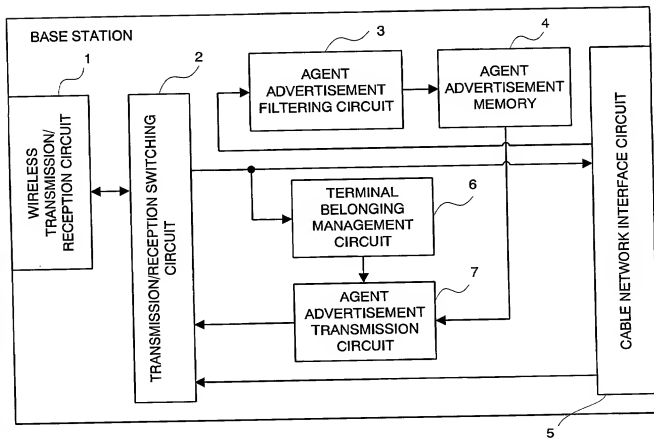 BASE STATION
1
2
3
4
WIRELESS
TRANSMISSION/
RECEPTION CIRCUIT
TRANSMISSION/RECEPTION SWITCHING
CIRCUIT
AGENT
ADVERTISEMENT
FILTERING CIRCUIT
AGENT
ADVERTISEMENT
MEMORY
CABLE NETWORK INTERFACE CIRCUIT
TERMINAL
BELONGING
MANAGEMENT
CIRCUIT
6
AGENT
ADVERTISEMENT
TRANSMISSION
CIRCUIT
7
5